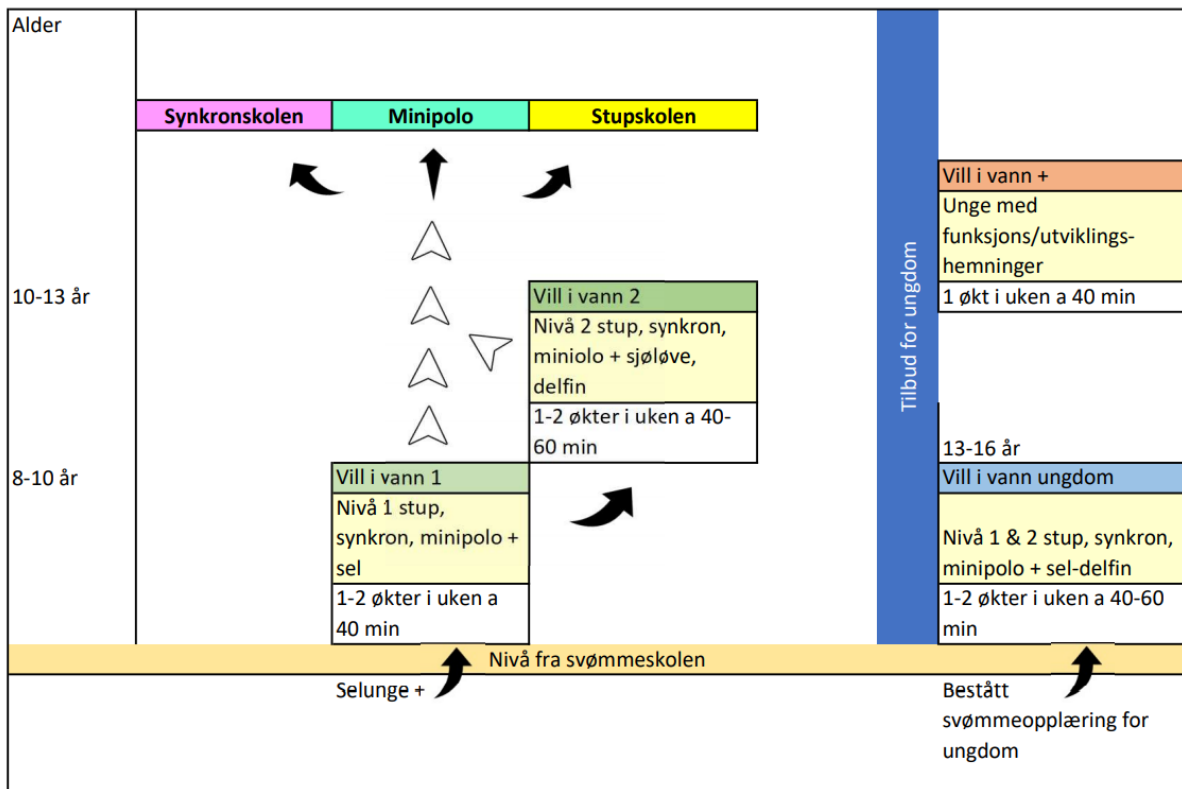 Alder
Synkronskolen
Minipolo
Stupskolen
Vill i vann +
Unge med
funksjons/utviklings-
hemninger
1 økt i uken a 40 min
10-13 år
Vill i vann 2
Nivå 2 stup, synkron,
miniolo + sjøløve,
delfin
1-2 økter i uken a 40-
60 min
Tilbud for ungdom
8-10 år
Vill i vann 1
Nivå 1 stup,
synkron, minipolo +
sel
1-2 økter i uken a
40 min
13-16 år
Vill i vann ungdom
Nivå 1 & 2 stup, synkron,
minipolo + sel-delfin
1-2 økter i uken a 40-60
min
Nivå fra svømmeskolen
Selunge +
Bestått
svømmeopplæring for
ungdom